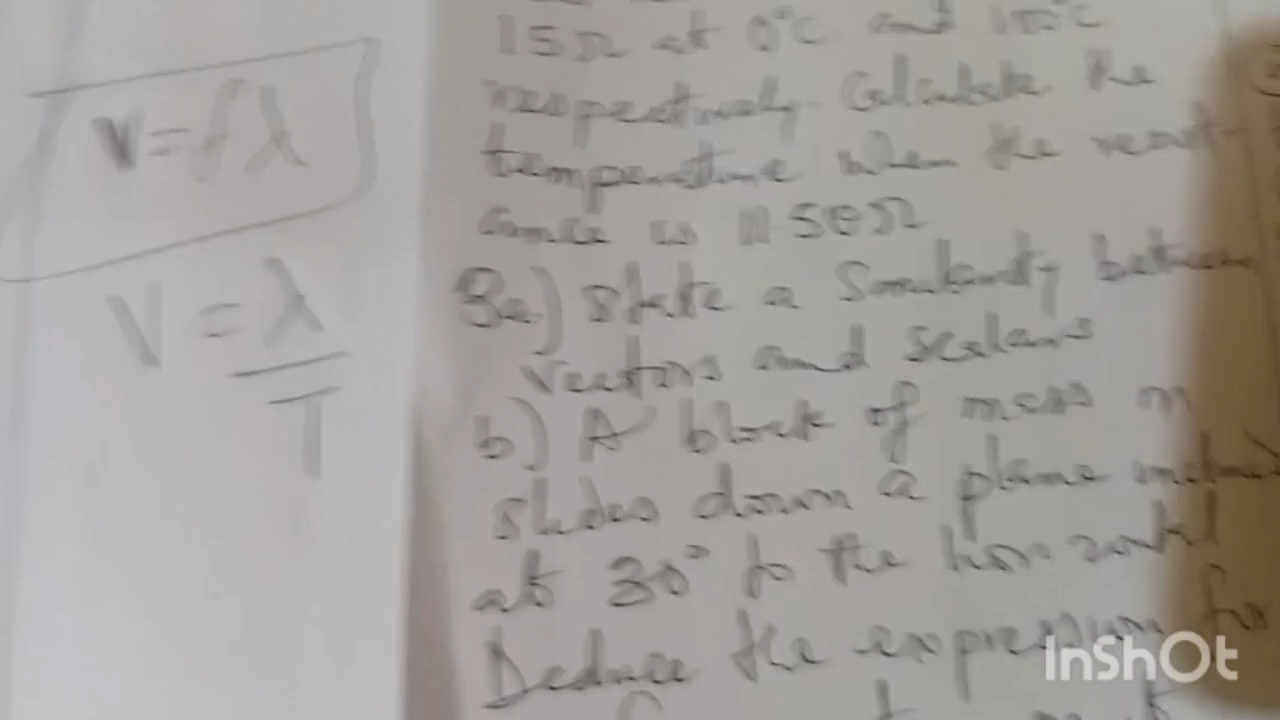 V = fλ
V = λ
T
15Ω at 0°C and 100°C
respectively. Calculate the
temperature when the resist-
ance is 11.50Ω
3a) State a Similarity between
vectors and scalars
b) A block of mass m
slides down a plane
at 30° to the horizontal
Deduce the expression for
InShOt